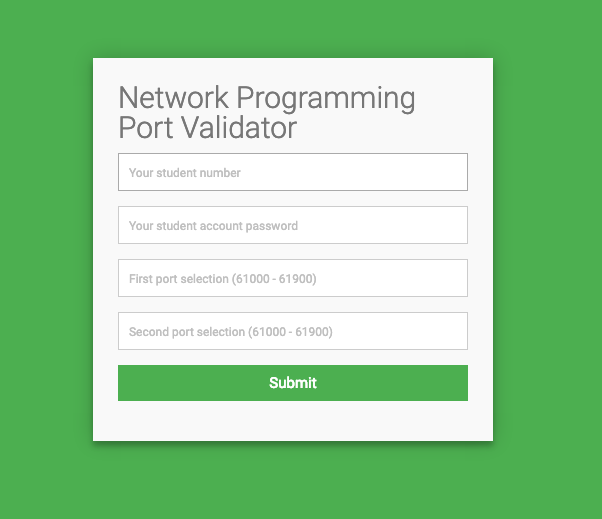 Network Programming
Port Validator
Your student number
Your student account password
First port selection (61000 - 61900)
Second port selection (61000 - 61900)
Submit